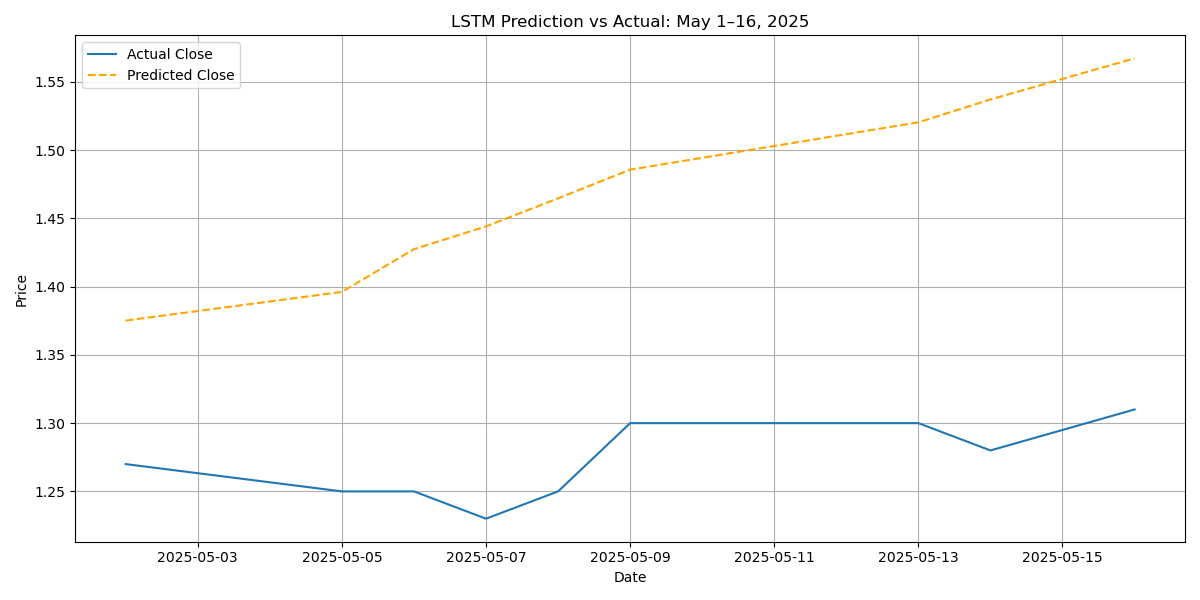 LSTM Prediction vs Actual: May 1–16, 2025
Actual Close
Predicted Close
1.55
1.50
1.45
1.40
1.35
1.30
1.25
Price
2025-05-03 2025-05-05 2025-05-07 2025-05-09 2025-05-11 2025-05-13 2025-05-15
Date